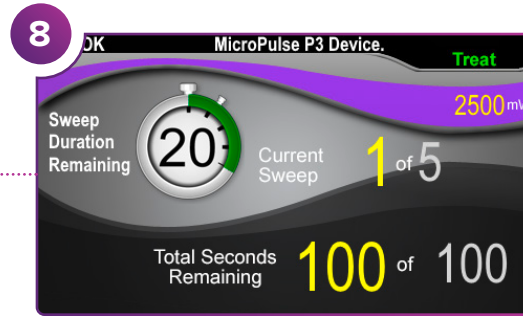 8
OK
MicroPulse P3 Device.
Treat
2500 mW
Sweep
Duration
Remaining
20
Current
Sweep
1 of 5
Total Seconds
Remaining
100 of 100